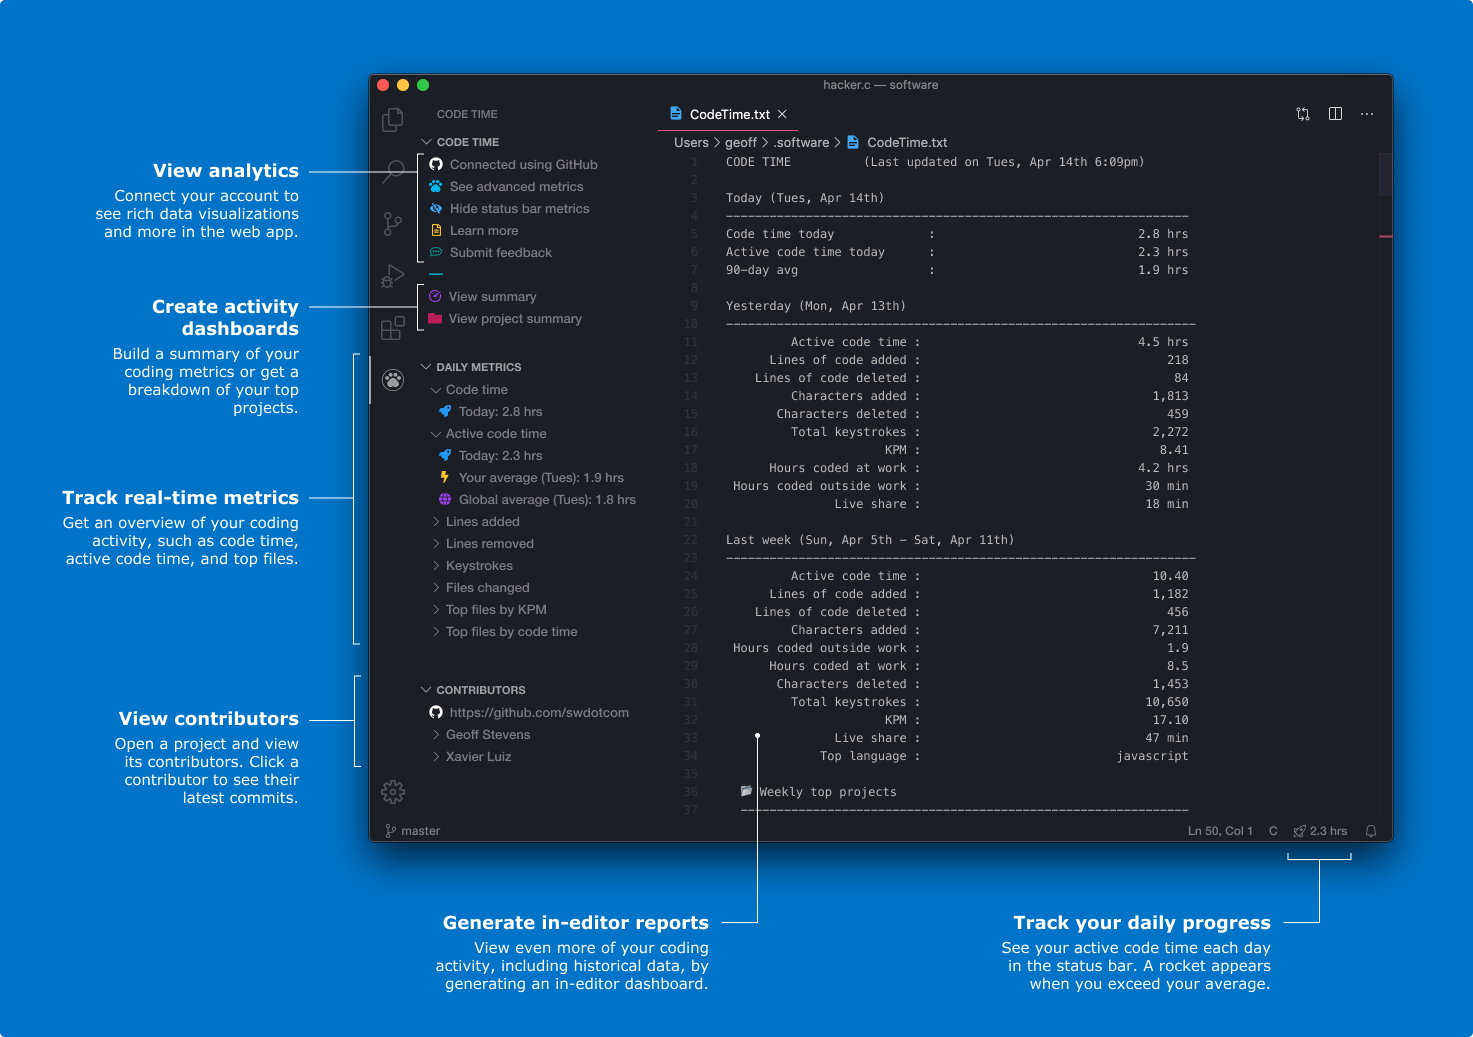 hacker.c — software
CODE TIME
CodeTime.txt
CODE TIME
Users > geoff > .software > CodeTime.txt
View analytics
Connect your account to
see rich data visualizations
and more in the web app.
Connected using GitHub
See advanced metrics
Hide status bar metrics
Learn more
Submit feedback
Create activity
dashboards
Build a summary of your
coding metrics or get a
breakdown of your top
projects.
View summary
View project summary
Track real-time metrics
Get an overview of your coding
activity, such as code time,
active code time, and top files.
DAILY METRICS
Code time
Today: 2.8 hrs
Active code time
Today: 2.3 hrs
Your average (Tues): 1.9 hrs
Global average (Tues): 1.8 hrs
Lines added
Lines removed
Keystrokes
Files changed
Top files by KPM
Top files by code time
View contributors
Open a project and view
its contributors. Click a
contributor to see their
latest commits.
CONTRIBUTORS
https://github.com/swdotcom
Geoff Stevens
Xavier Luiz
1 CODE TIME (Last updated on Tues, Apr 14th 6:09pm)
2
3 Today (Tues, Apr 14th)
4 ----------------------------------------------------------------
5 Code time today : 2.8 hrs
6 Active code time today : 2.3 hrs
7 90-day avg : 1.9 hrs
8
9 Yesterday (Mon, Apr 13th)
10 -----------------------------------------------------------------
11 Active code time : 4.5 hrs
12 Lines of code added : 218
13 Lines of code deleted : 84
14 Characters added : 1,813
15 Characters deleted : 459
16 Total keystrokes : 2,272
17 KPM : 8.41
18 Hours coded at work : 4.2 hrs
19 Hours coded outside work : 30 min
20 Live share : 18 min
21
22 Last week (Sun, Apr 5th - Sat, Apr 11th)
23 -----------------------------------------------------------------
24 Active code time : 10.40
25 Lines of code added : 1,182
26 Lines of code deleted : 456
27 Characters added : 7,211
28 Hours coded outside work : 1.9
29 Hours coded at work : 8.5
30 Characters deleted : 1,453
31 Total keystrokes : 10,650
32 KPM : 17.10
33 Live share : 47 min
34 Top language : javascript
35
36 Weekly top projects
37 --------------------------------------------------------------
master
Ln 50, Col 1 C 2.3 hrs
Generate in-editor reports
View even more of your coding
activity, including historical data, by
generating an in-editor dashboard.
Track your daily progress
See your active code time each day
in the status bar. A rocket appears
when you exceed your average.